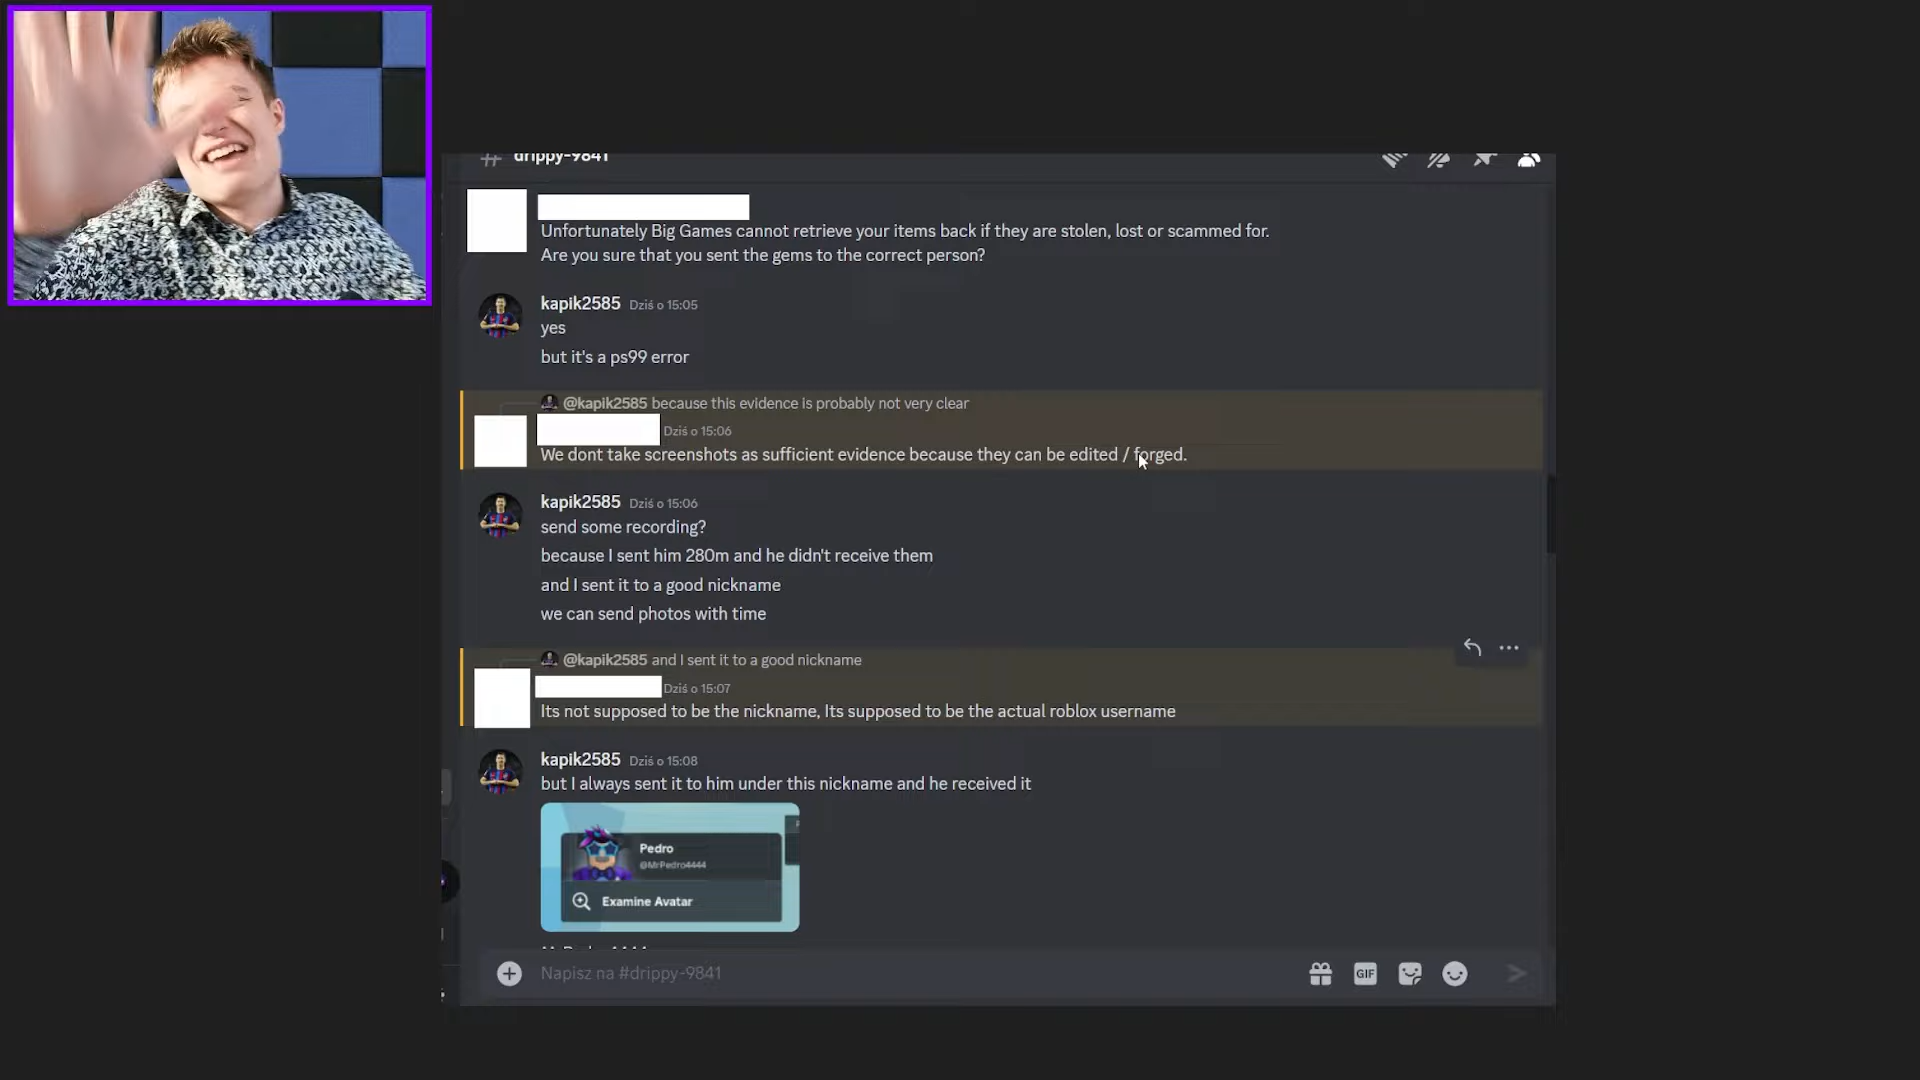 drippy-9841
Unfortunately Big Games cannot retrieve your items back if they are stolen, lost or scammed for.
Are you sure that you sent the gems to the correct person?
kapik2585 Dziś o 15:05
yes
but it's a ps99 error
@kapik2585 because this evidence is probably not very clear
Dziś o 15:06
We dont take screenshots as sufficient evidence because they can be edited / forged.
kapik2585 Dziś o 15:06
send some recording?
because I sent him 280m and he didn't receive them
and I sent it to a good nickname
we can send photos with time
@kapik2585 and I sent it to a good nickname
Dziś o 15:07
Its not supposed to be the nickname, Its supposed to be the actual roblox username
kapik2585 Dziś o 15:08
but I always sent it to him under this nickname and he received it
Pedro
@MrPedro4444
Examine Avatar
Napisz na #drippy-9841
GIF